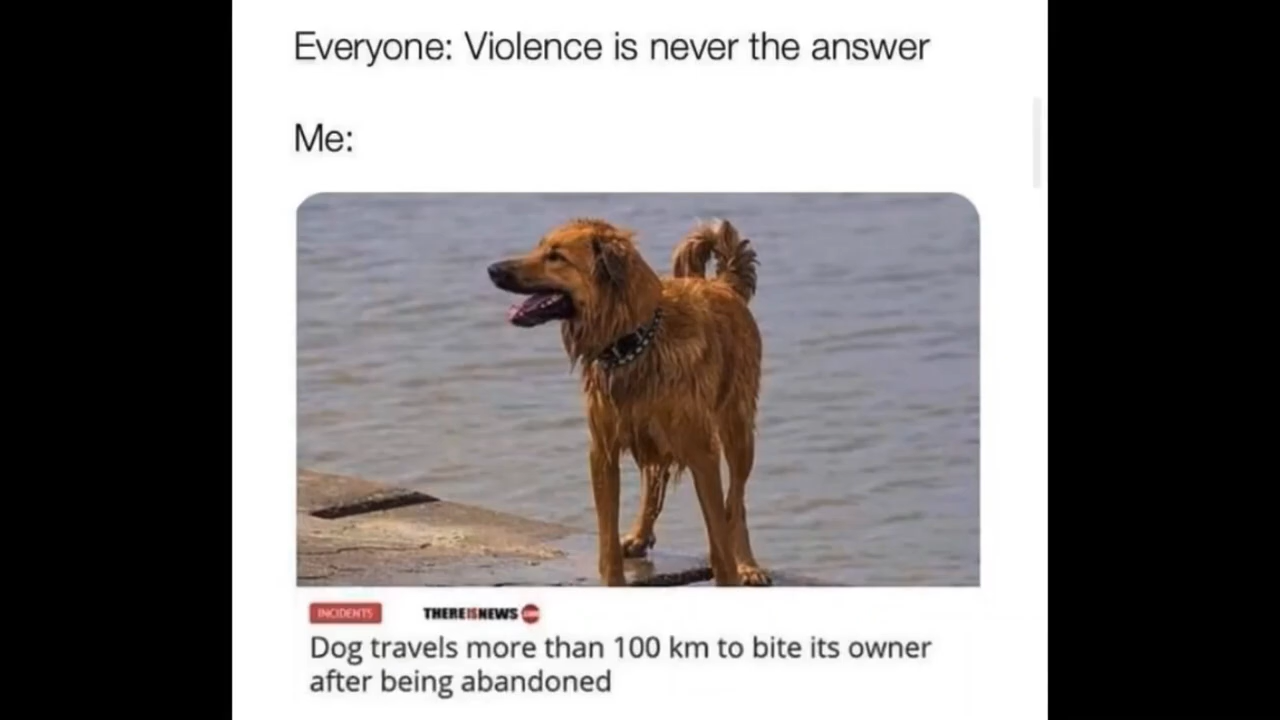 Everyone: Violence is never the answer
Me:
INCIDENTS THEREISNEWS.com
Dog travels more than 100 km to bite its owner
after being abandoned